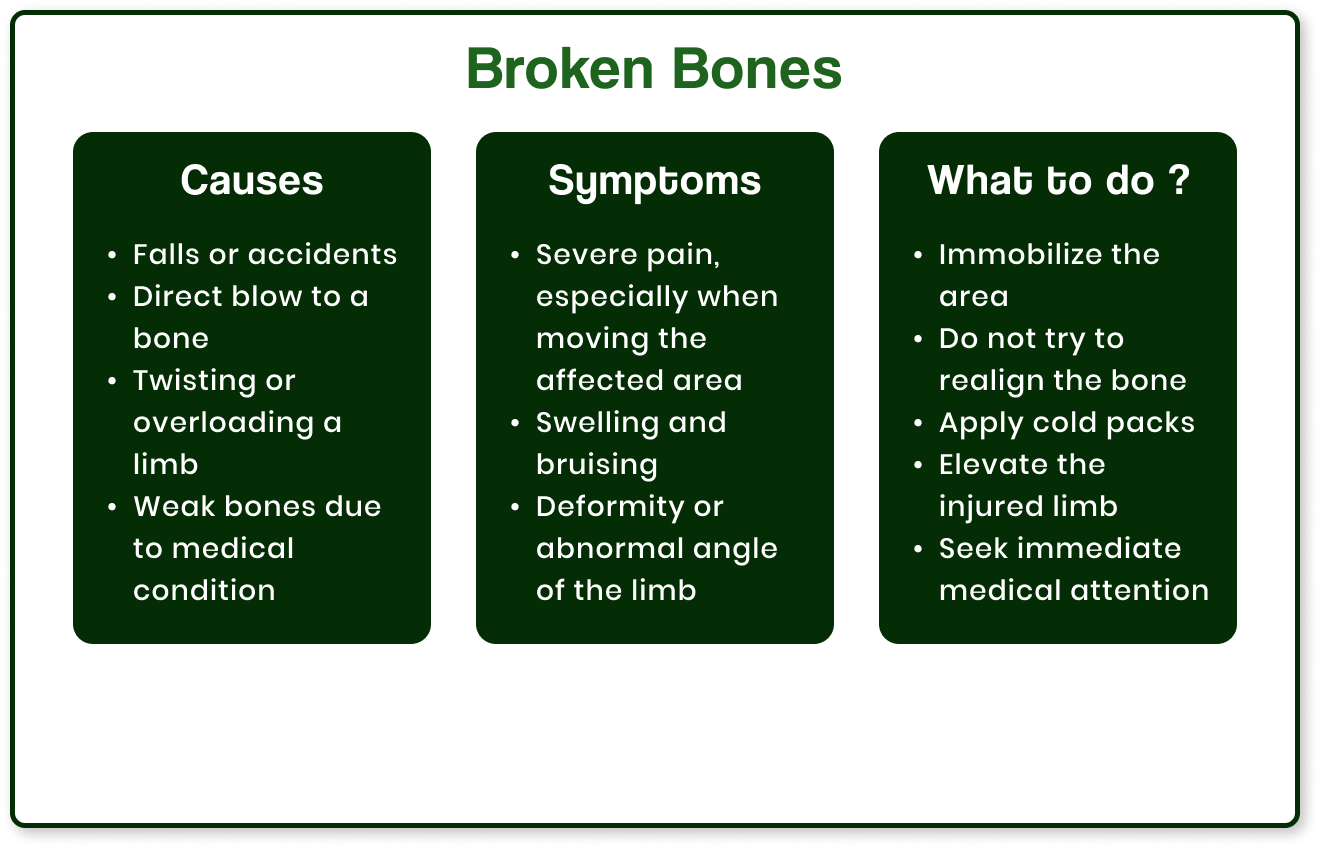 Broken Bones
Causes
• Falls or accidents
• Direct blow to a
bone
• Twisting or
overloading a
limb
• Weak bones due
to medical
condition
Symptoms
• Severe pain,
especially when
moving the
affected area
• Swelling and
bruising
• Deformity or
abnormal angle
of the limb
What to do ?
• Immobilize the
area
• Do not try to
realign the bone
• Apply cold packs
• Elevate the
injured limb
• Seek immediate
medical attention